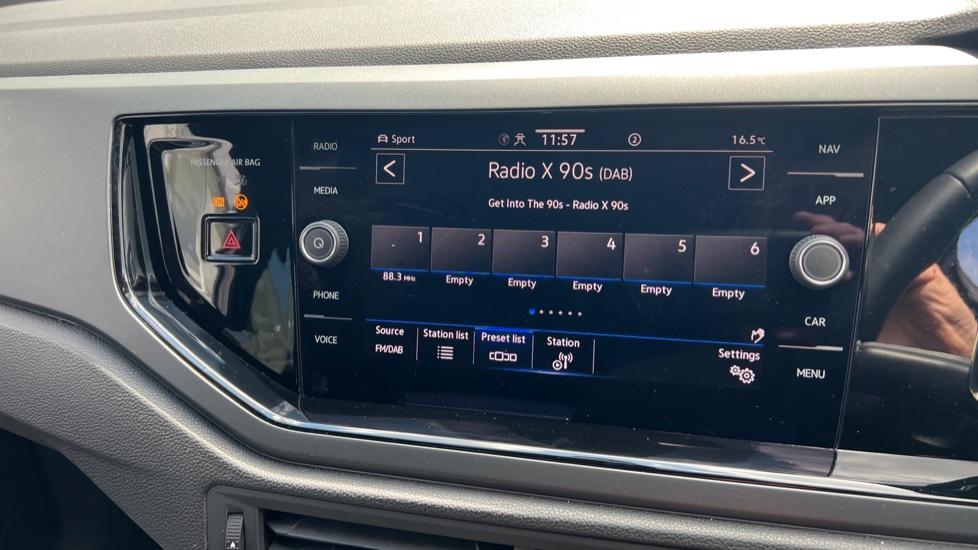 PASSENGER AIR BAG
ON
RADIO
MEDIA
PHONE
VOICE
Sport
11:57
2
16.5°C
<
Radio X 90s (DAB)
>
Get Into The 90s - Radio X 90s
1 2 3 4 5 6
88.3 MHz Empty Empty Empty Empty Empty
Source
FM/DAB
Station list
Preset list
Station
Settings
NAV
APP
CAR
MENU